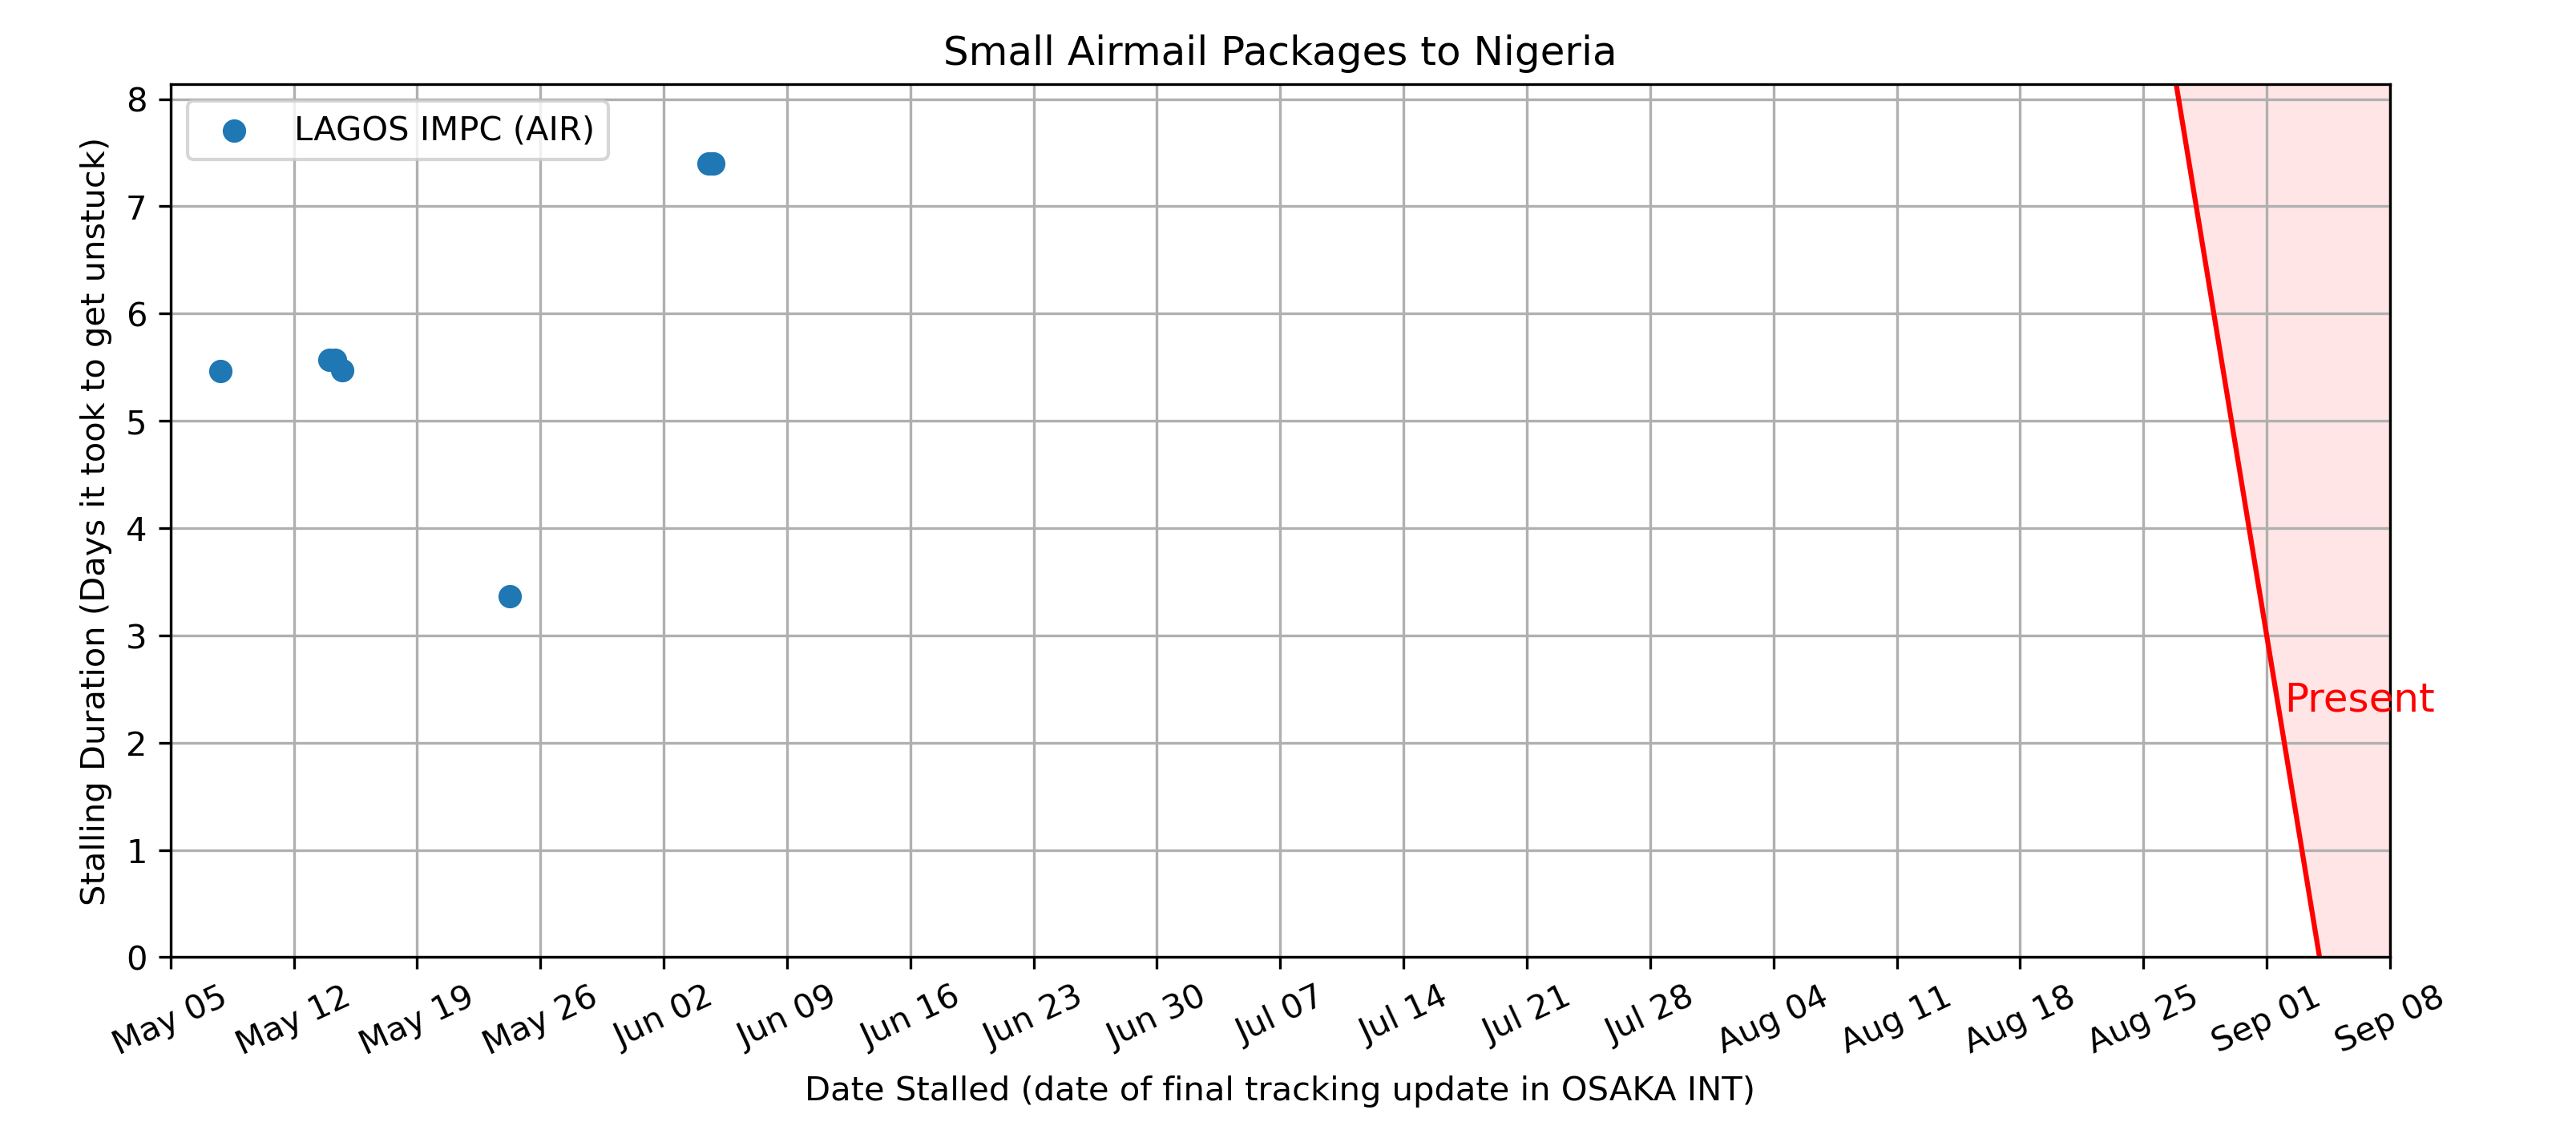 Small Airmail Packages to Nigeria
LAGOS IMPC (AIR)
Stalling Duration (Days it took to get unstuck)
8
7
6
5
4
3
2
1
0
Present
May 05
May 12
May 19
May 26
Jun 02
Jun 09
Jun 16
Jun 23
Jun 30
Jul 07
Jul 14
Jul 21
Jul 28
Aug 04
Aug 11
Aug 18
Aug 25
Sep 01
Sep 08
Date Stalled (date of final tracking update in OSAKA INT)